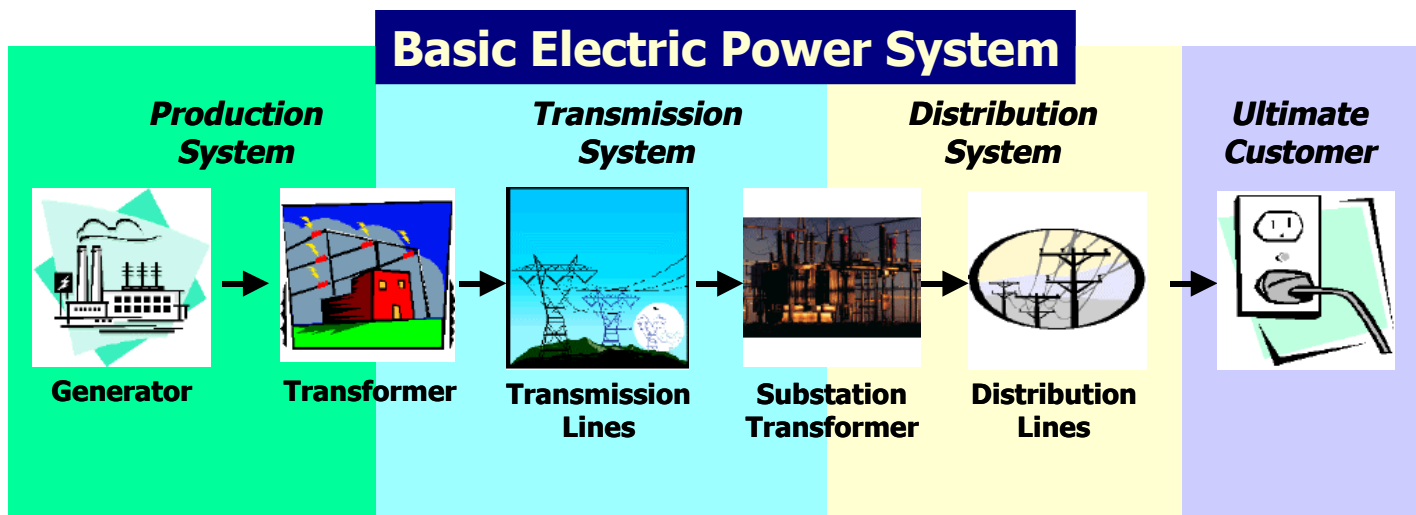 Basic Electric Power System
Production
System
Transmission
System
Distribution
System
Ultimate
Customer
Generator
Transformer
Transmission
Lines
Substation
Transformer
Distribution
Lines